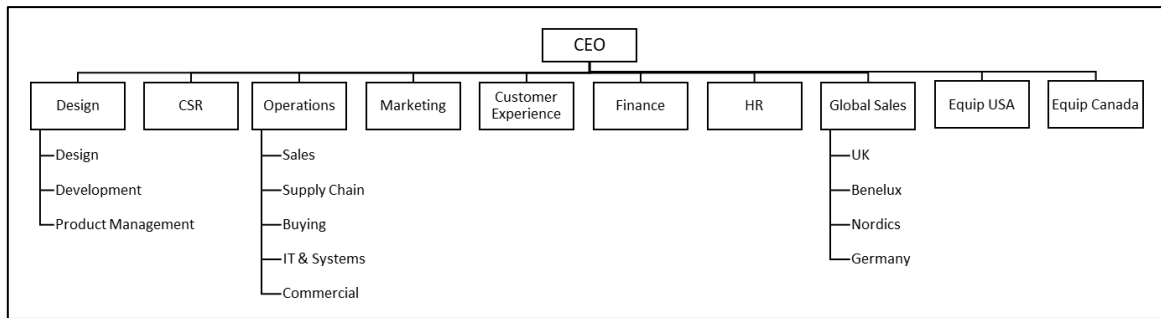 CEO
Design
CSR
Operations
Marketing
Customer
Experience
Finance
HR
Global Sales
Equip USA
Equip Canada
Design
Development
Product Management
Sales
Supply Chain
Buying
IT & Systems
Commercial
UK
Benelux
Nordics
Germany